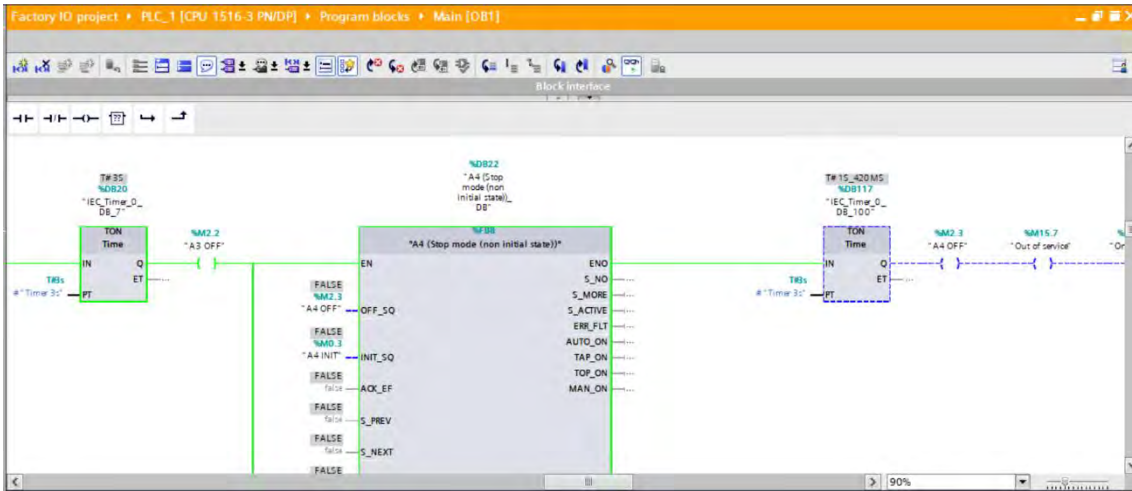 Factory IO project ▸ PLC_1 [CPU 1516-3 PN/DP] ▸ Program blocks ▸ Main [OB1]
Block interface
T#3S
%DB20
"IEC_Timer_0_
DB_7"
TON
Time
IN
Q
ET
T#3s
#"Timer 3s"
PT
%M2.2
"A3 OFF"
%DB22
"A4 (Stop
mode (non
initial state))_
DB"
%FB8
"A4 (Stop mode (non initial state))"
EN
ENO
S_NO
S_MORE
S_ACTIVE
ERR_FLT
AUTO_ON
TAP_ON
TOP_ON
MAN_ON
FALSE
%M2.3
"A4 OFF"
OFF_SQ
FALSE
%M0.3
"A4 INIT"
INIT_SQ
FALSE
false
ACK_EF
FALSE
false
S_PREV
FALSE
false
S_NEXT
FALSE
T#1S_420MS
%DB117
"IEC_Timer_0_
DB_100"
TON
Time
IN
Q
ET
T#3s
#"Timer 3s"
PT
%M2.3
"A4 OFF"
%M15.7
"Out of service"
90%